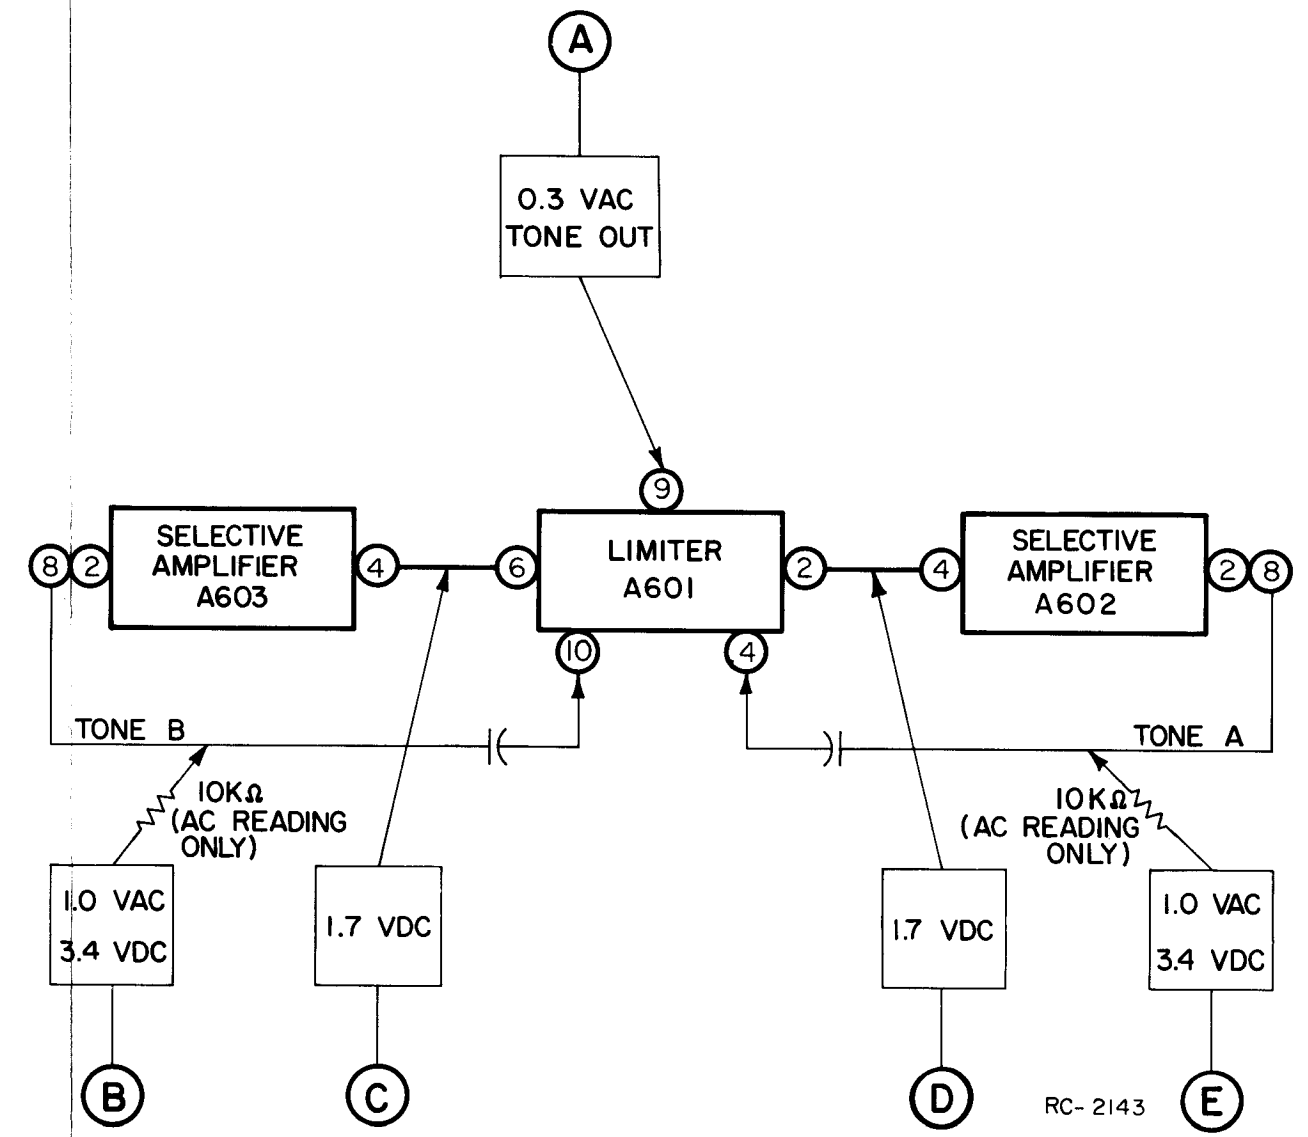 A
0.3 VAC
TONE OUT
9
8
2
SELECTIVE
AMPLIFIER
A603
4
6
LIMITER
A601
2
4
SELECTIVE
AMPLIFIER
A602
2
8
10
4
TONE B
TONE A
10KΩ
(AC READING
ONLY)
10KΩ
(AC READING
ONLY)
1.0 VAC
3.4 VDC
1.7 VDC
1.7 VDC
1.0 VAC
3.4 VDC
B
C
D
RC-2143
E